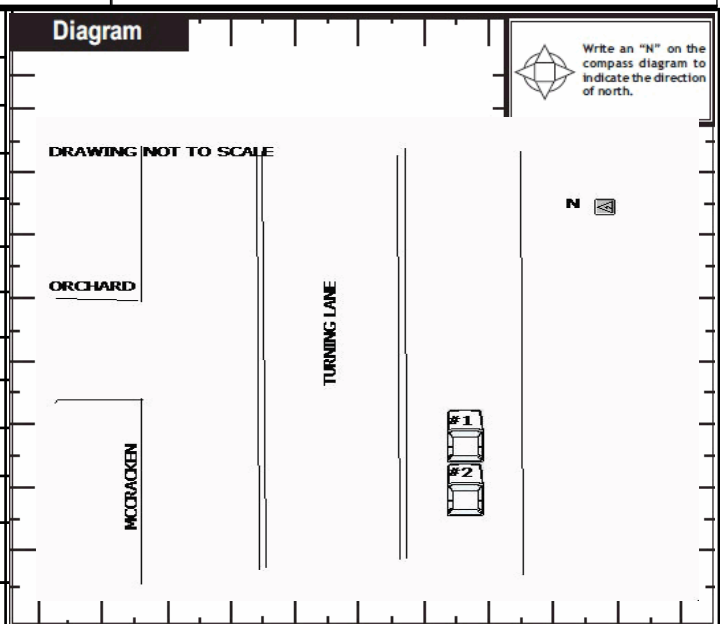 Diagram
Write an "N" on the
compass diagram to
indicate the direction
of north.
DRAWING NOT TO SCALE
N
ORCHARD
TURNING LANE
#1
#2
MCCRACKEN